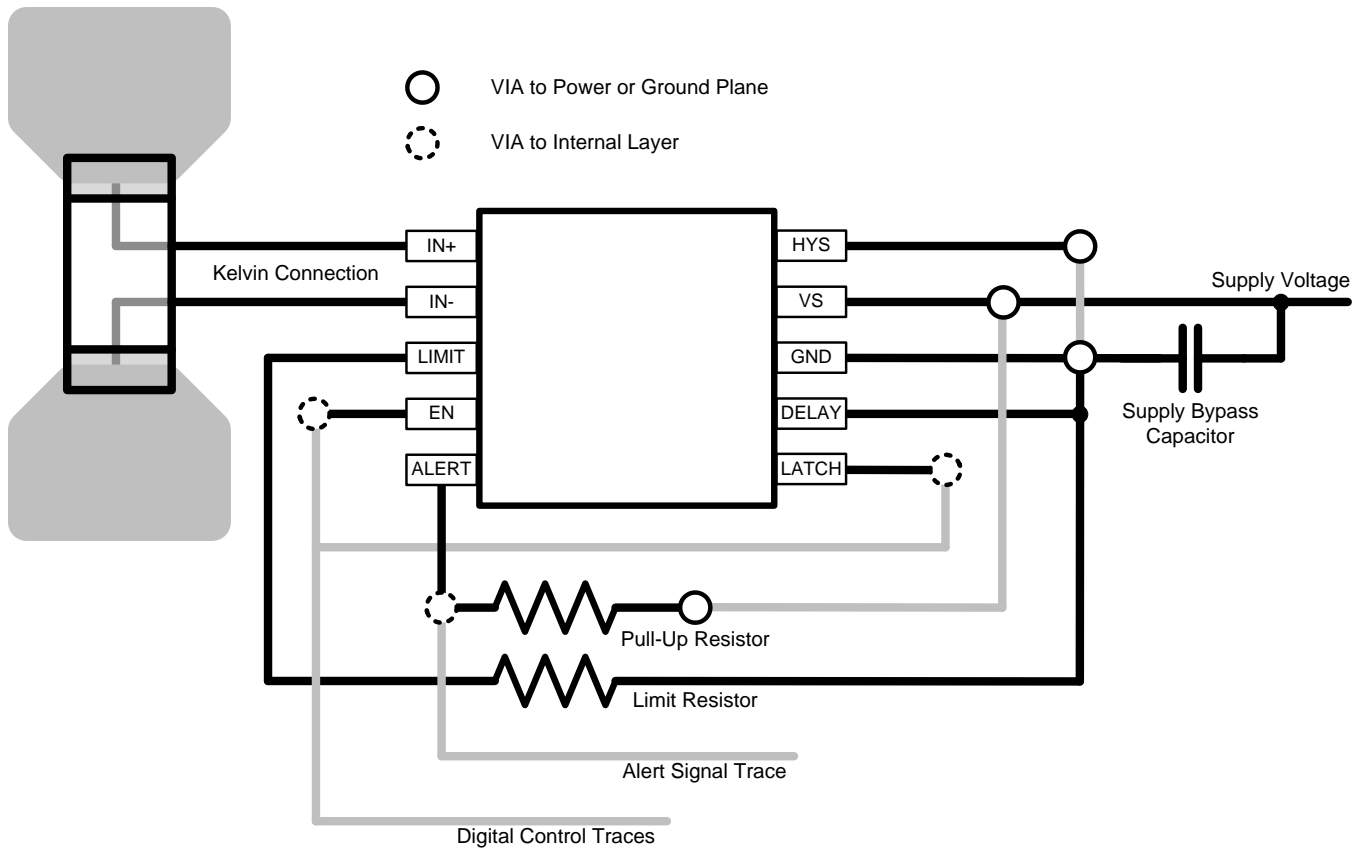 VIA to Power or Ground Plane
VIA to Internal Layer
IN+
HYS
Kelvin Connection
Supply Voltage
IN-
VS
LIMIT
GND
EN
DELAY
Supply Bypass
Capacitor
ALERT
LATCH
Pull-Up Resistor
Limit Resistor
Alert Signal Trace
Digital Control Traces